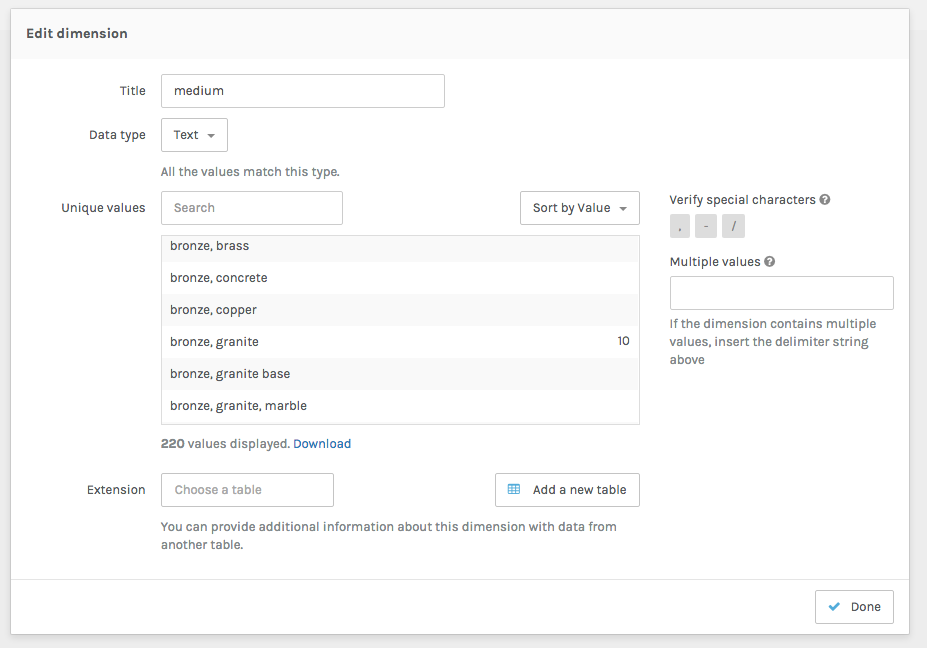 Edit dimension
Title
medium
Data type
Text
All the values match this type.
Unique values
Search
Sort by Value
bronze, brass
bronze, concrete
bronze, copper
bronze, granite
10
bronze, granite base
bronze, granite, marble
220 values displayed. Download
Verify special characters ?
,
-
/
Multiple values ?
If the dimension contains multiple
values, insert the delimiter string
above
Extension
Choose a table
Add a new table
You can provide additional information about this dimension with data from
another table.
Done